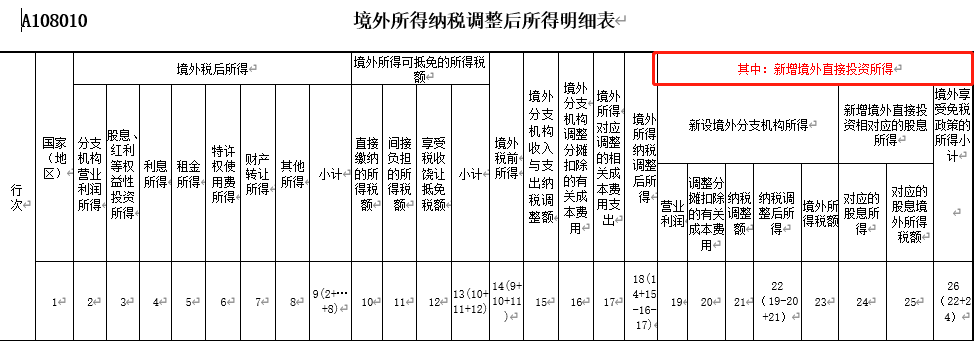 A108010
境外所得纳税调整后所得明细表
行次
国家(地区)
境外税后所得
分支机构营业利润所得
股息、红利等权益性投资所得
利息所得
租金所得
特许权使用费所得
财产转让所得
其他所得
小计
境外所得可抵免的所得税额
直接缴纳的所得税额
间接负担的所得税额
享受税收饶让抵免税额
小计
境外税前所得
境外分支机构收入与支出纳税调整额
境外分支机构调整分摊扣除的有关成本费用
境外所得对应调整的相关成本费用支出
境外所得纳税调整后所得
其中：新增境外直接投资所得
新设境外分支机构所得
营业利润
调整分摊扣除的有关成本费用
纳税调整额
纳税调整后所得
境外所得税额
新增境外直接投资相对应的股息所得
对应的股息所得
对应的股息境外所得税额
境外享受免税政策的所得小计
1
2
3
4
5
6
7
8
9(2+…+8)
10
11
12
13(10+11+12)
14(9+10+11)
15
16
17
18(14+15-16-17)
19
20
21
22(19-20+21)
23
24
25
26(22+24)